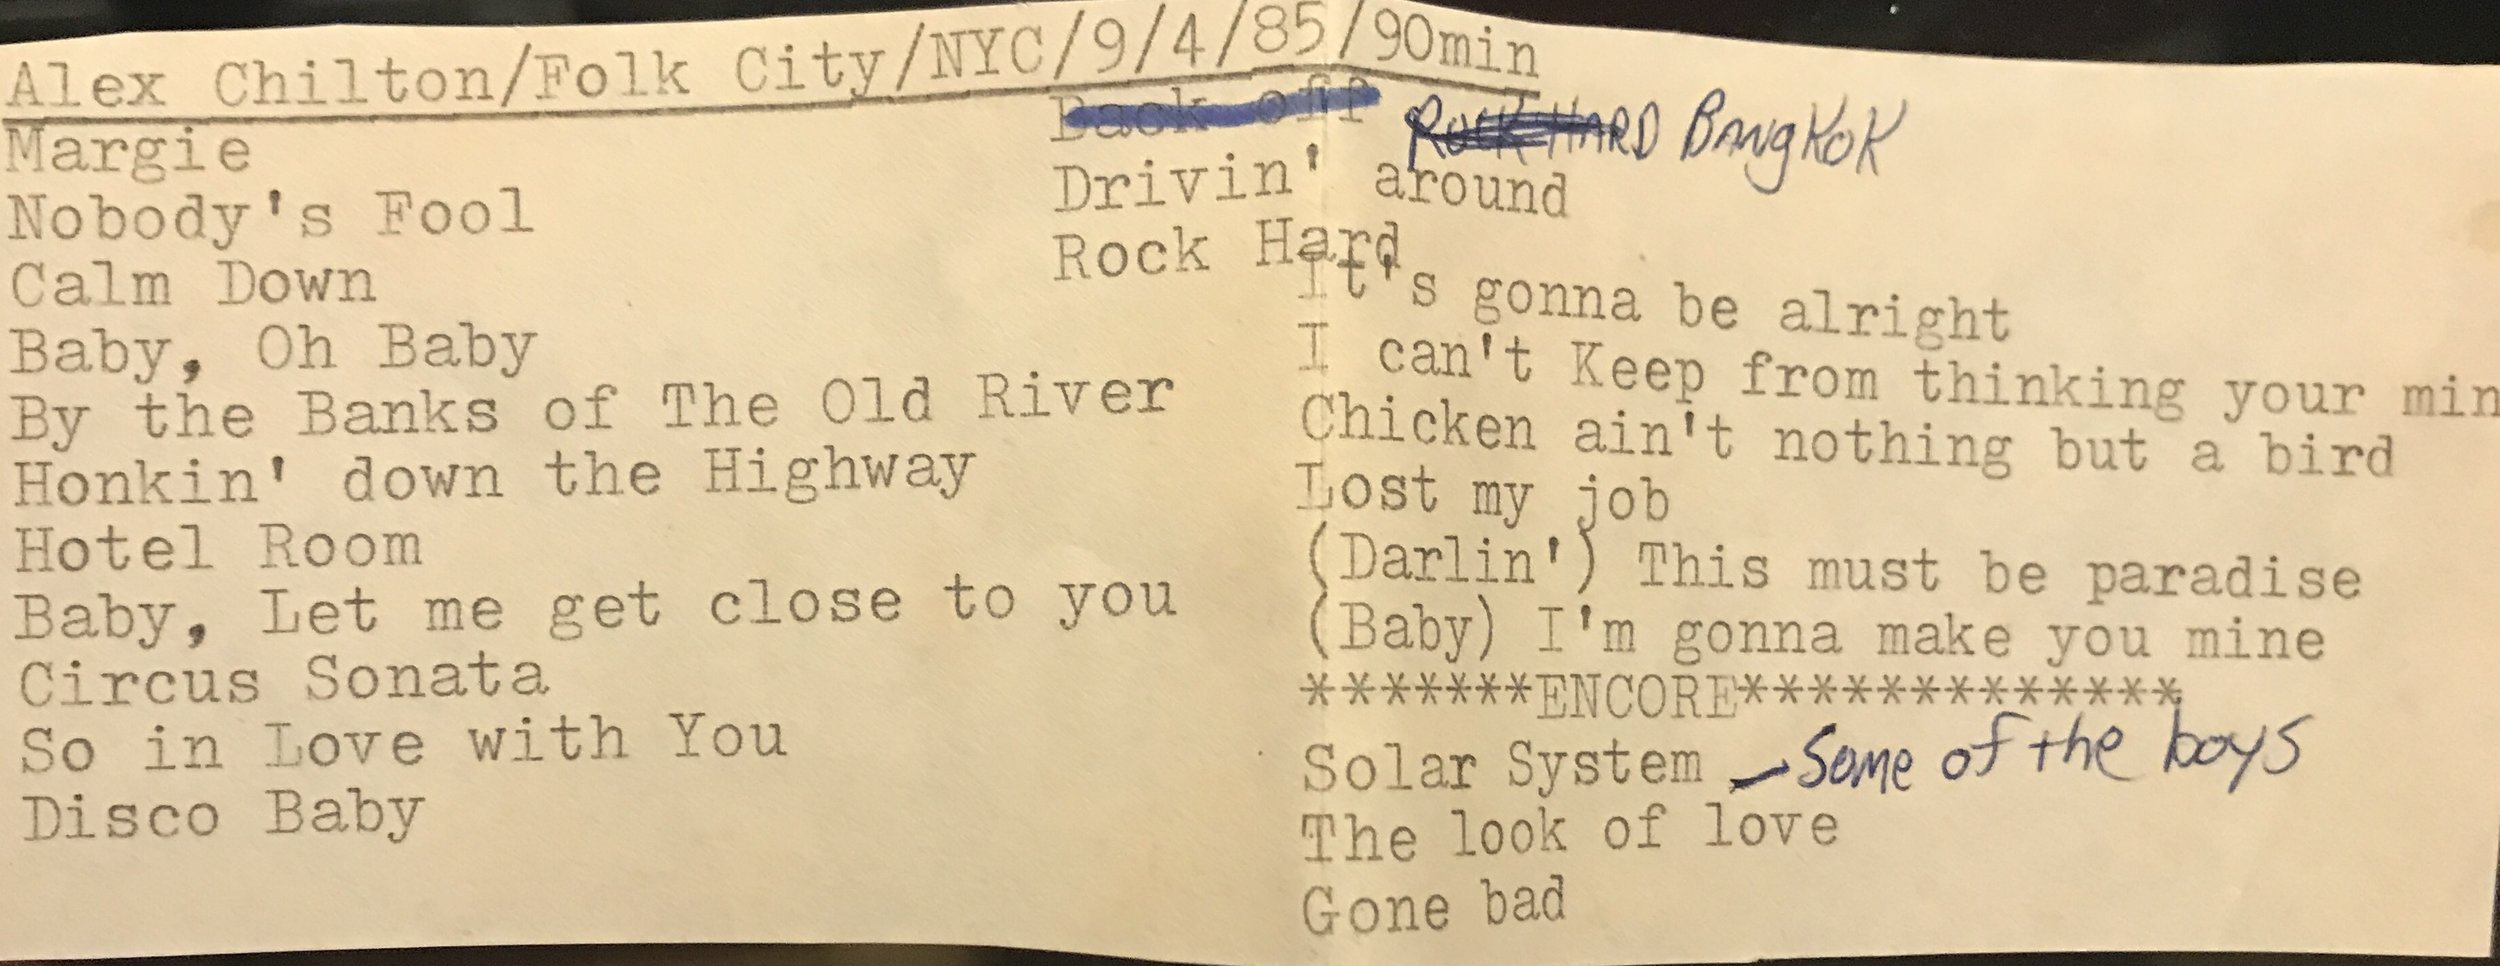 Alex Chilton/Folk City/NYC/9/4/85/90min
Margie
Nobody's Fool
Calm Down
Baby, Oh Baby
By the Banks of The Old River
Honkin' down the Highway
Hotel Room
Baby, Let me get close to you
Circus Sonata
So in Love with You
Disco Baby
Back off ROCK HARD BANgKOK
Drivin' around
Rock Hard
It's gonna be alright
I can't Keep from thinking your min
Chicken ain't nothing but a bird
Lost my job
(Darlin') This must be paradise
(Baby) I'm gonna make you mine
*******ENCORE*************
Solar System - Some of the boys
The look of love
Gone bad